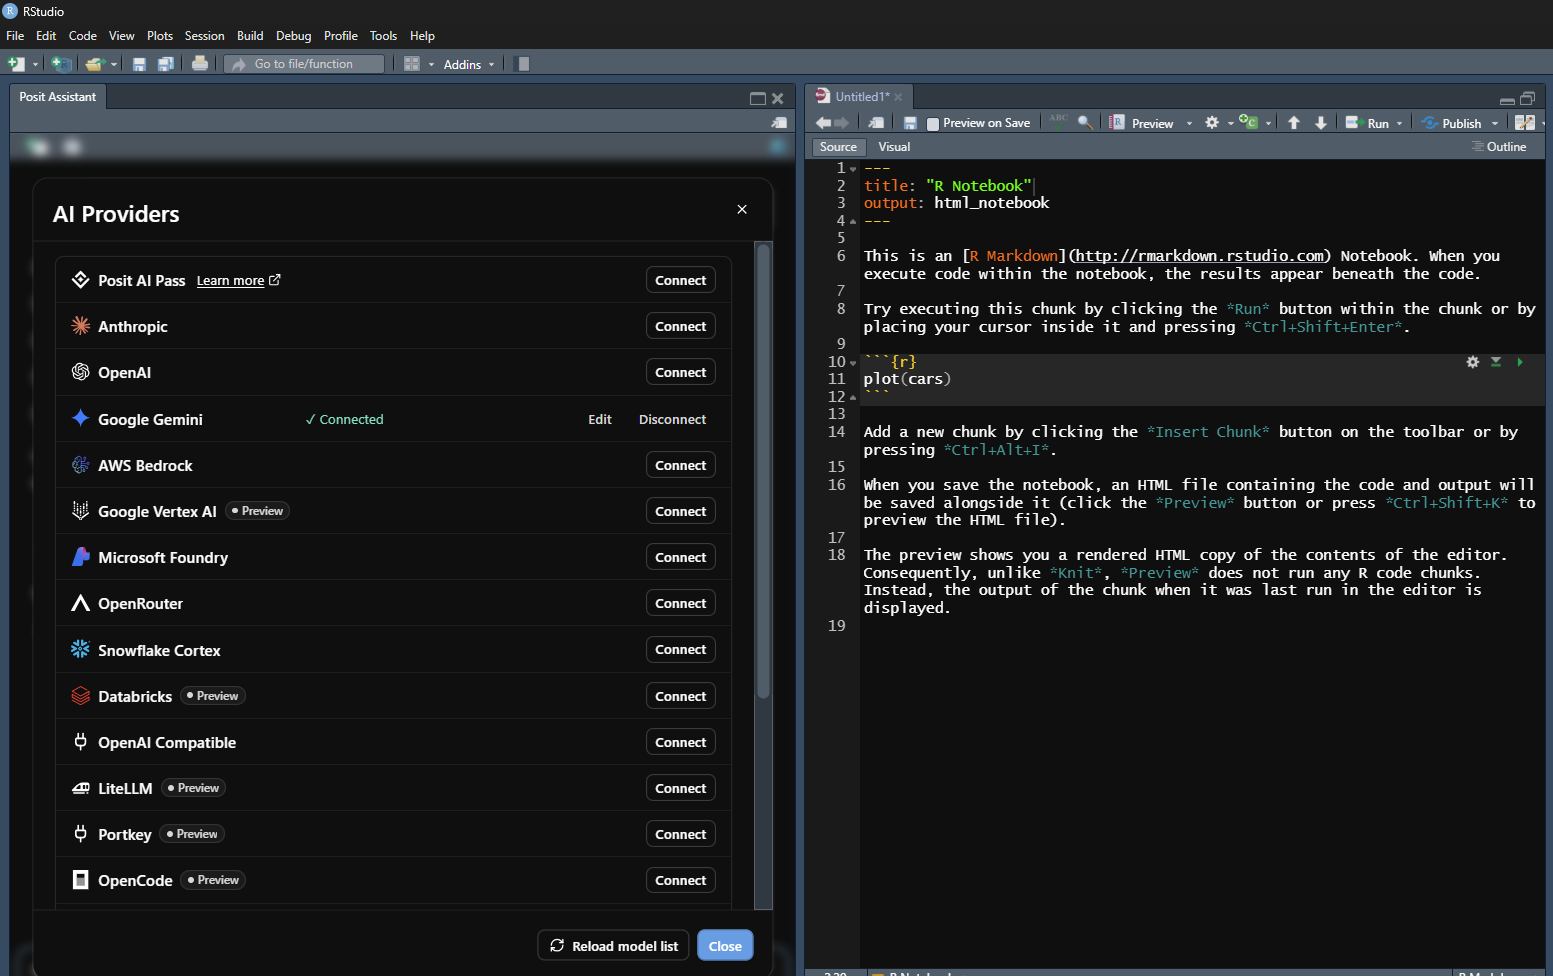 RStudio
File Edit Code View Plots Session Build Debug Profile Tools Help
Go to file/function
Addins
Posit Assistant
AI Providers
Posit AI Pass Learn more Connect
Anthropic Connect
OpenAI Connect
Google Gemini ✓ Connected Edit Disconnect
AWS Bedrock Connect
Google Vertex AI • Preview Connect
Microsoft Foundry Connect
OpenRouter Connect
Snowflake Cortex Connect
Databricks • Preview Connect
OpenAI Compatible Connect
LiteLLM • Preview Connect
Portkey • Preview Connect
OpenCode • Preview Connect
Reload model list Close
Untitled1*
Preview on Save ABC Preview Run Publish
Source Visual Outline
1 ---
2 title: "R Notebook"
3 output: html_notebook
4 ---
5
6 This is an [R Markdown](http://rmarkdown.rstudio.com) Notebook. When you
execute code within the notebook, the results appear beneath the code.
7
8 Try executing this chunk by clicking the *Run* button within the chunk or by
placing your cursor inside it and pressing *Ctrl+Shift+Enter*.
9
10 ```{r}
11 plot(cars)
12 ```
13
14 Add a new chunk by clicking the *Insert Chunk* button on the toolbar or by
pressing *Ctrl+Alt+I*.
15
16 When you save the notebook, an HTML file containing the code and output will
be saved alongside it (click the *Preview* button or press *Ctrl+Shift+K* to
preview the HTML file).
17
18 The preview shows you a rendered HTML copy of the contents of the editor.
Consequently, unlike *Knit*, *Preview* does not run any R code chunks.
Instead, the output of the chunk when it was last run in the editor is
displayed.
19